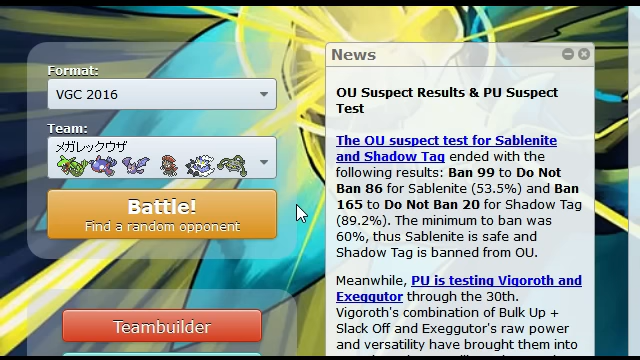 Format:
VGC 2016
Team:
メガレックウザ
Battle!
Find a random opponent
Teambuilder
News
OU Suspect Results & PU Suspect
Test
The OU suspect test for Sablenite
and Shadow Tag ended with the
following results: Ban 99 to Do Not
Ban 86 for Sablenite (53.5%) and Ban
165 to Do Not Ban 20 for Shadow Tag
(89.2%). The minimum to ban was
60%, thus Sablenite is safe and
Shadow Tag is banned from OU.
Meanwhile, PU is testing Vigoroth and
Exeggutor through the 30th.
Vigoroth's combination of Bulk Up +
Slack Off and Exeggutor's raw power
and versatility have brought them into